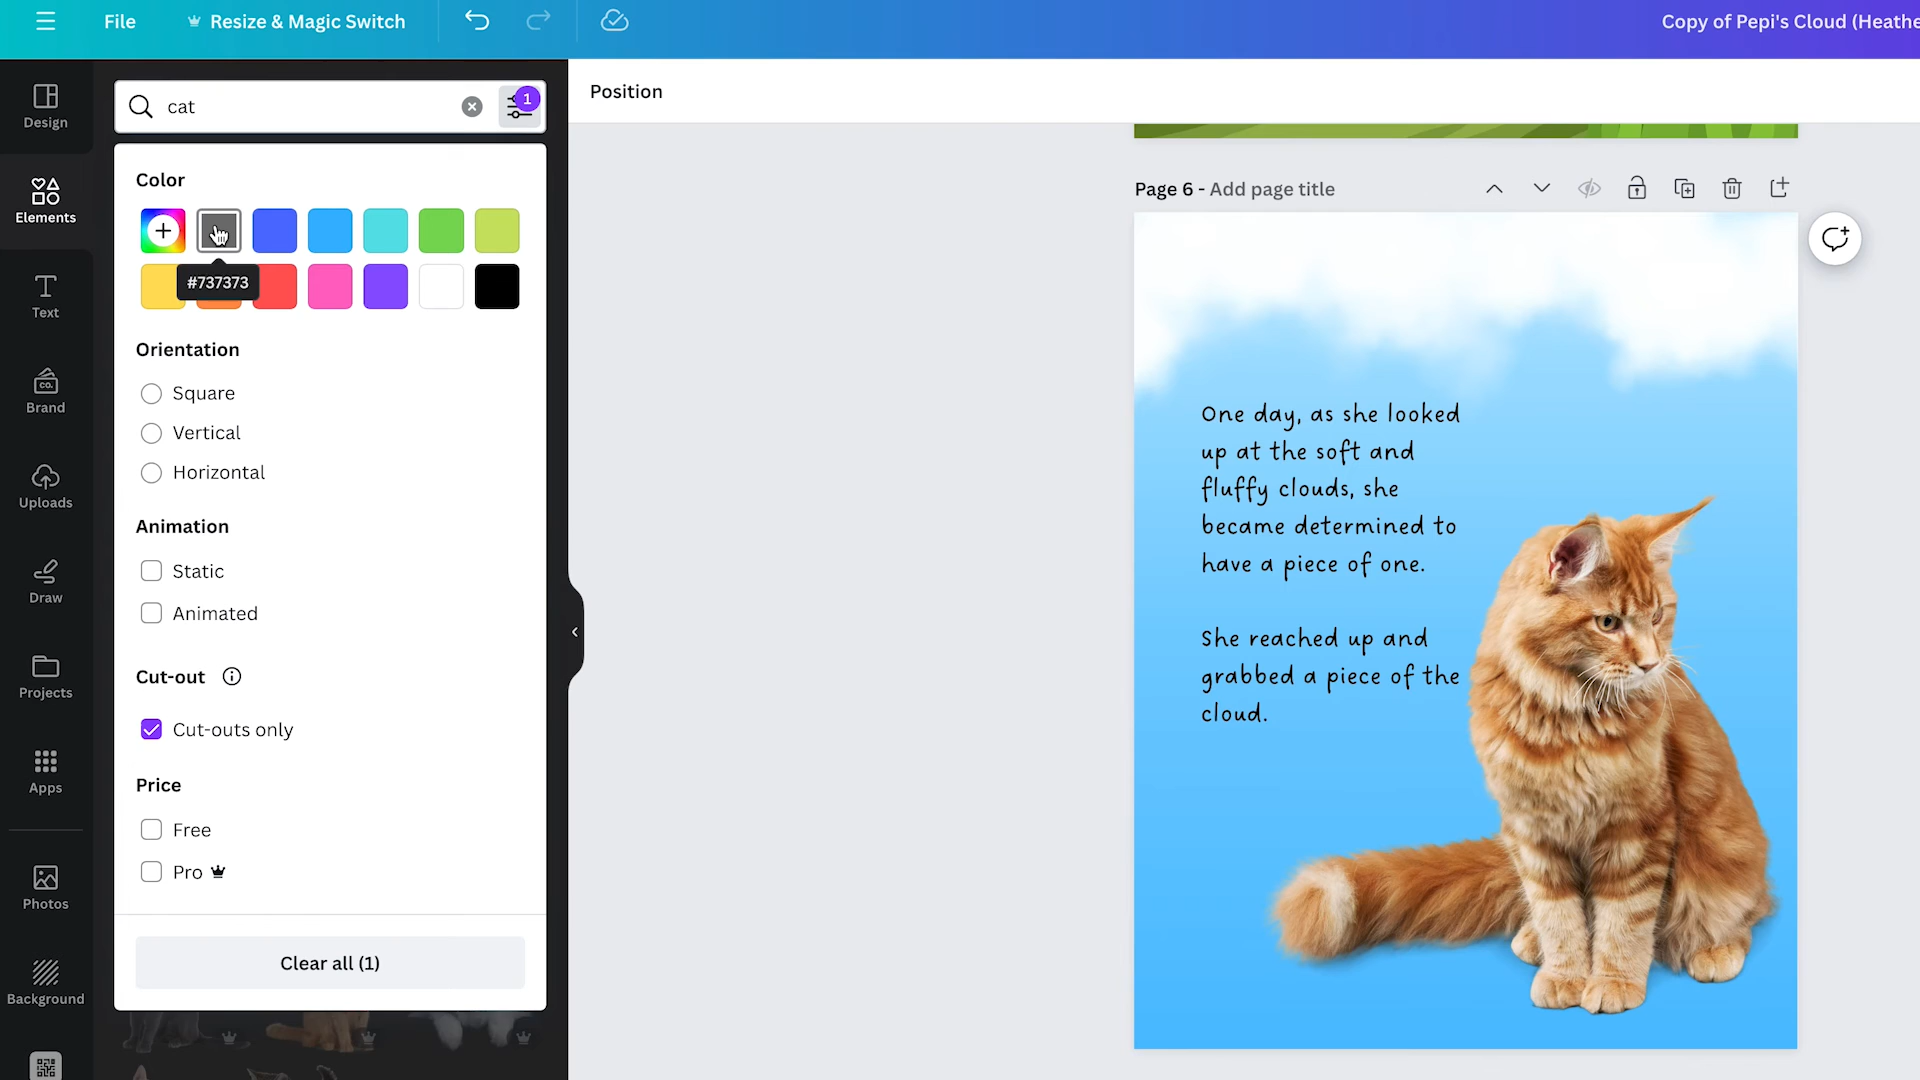 File
Resize & Magic Switch
Copy of Pepi's Cloud (Heathe
Design
Elements
Text
Brand
CO.
Uploads
Draw
Projects
Apps
Photos
Background
cat
1
Color
#737373
Orientation
Square
Vertical
Horizontal
Animation
Static
Animated
Cut-out
Cut-outs only
Price
Free
Pro
Clear all (1)
Position
Page 6 - Add page title
One day, as she looked
up at the soft and
fluffy clouds, she
became determined to
have a piece of one.
She reached up and
grabbed a piece of the
cloud.